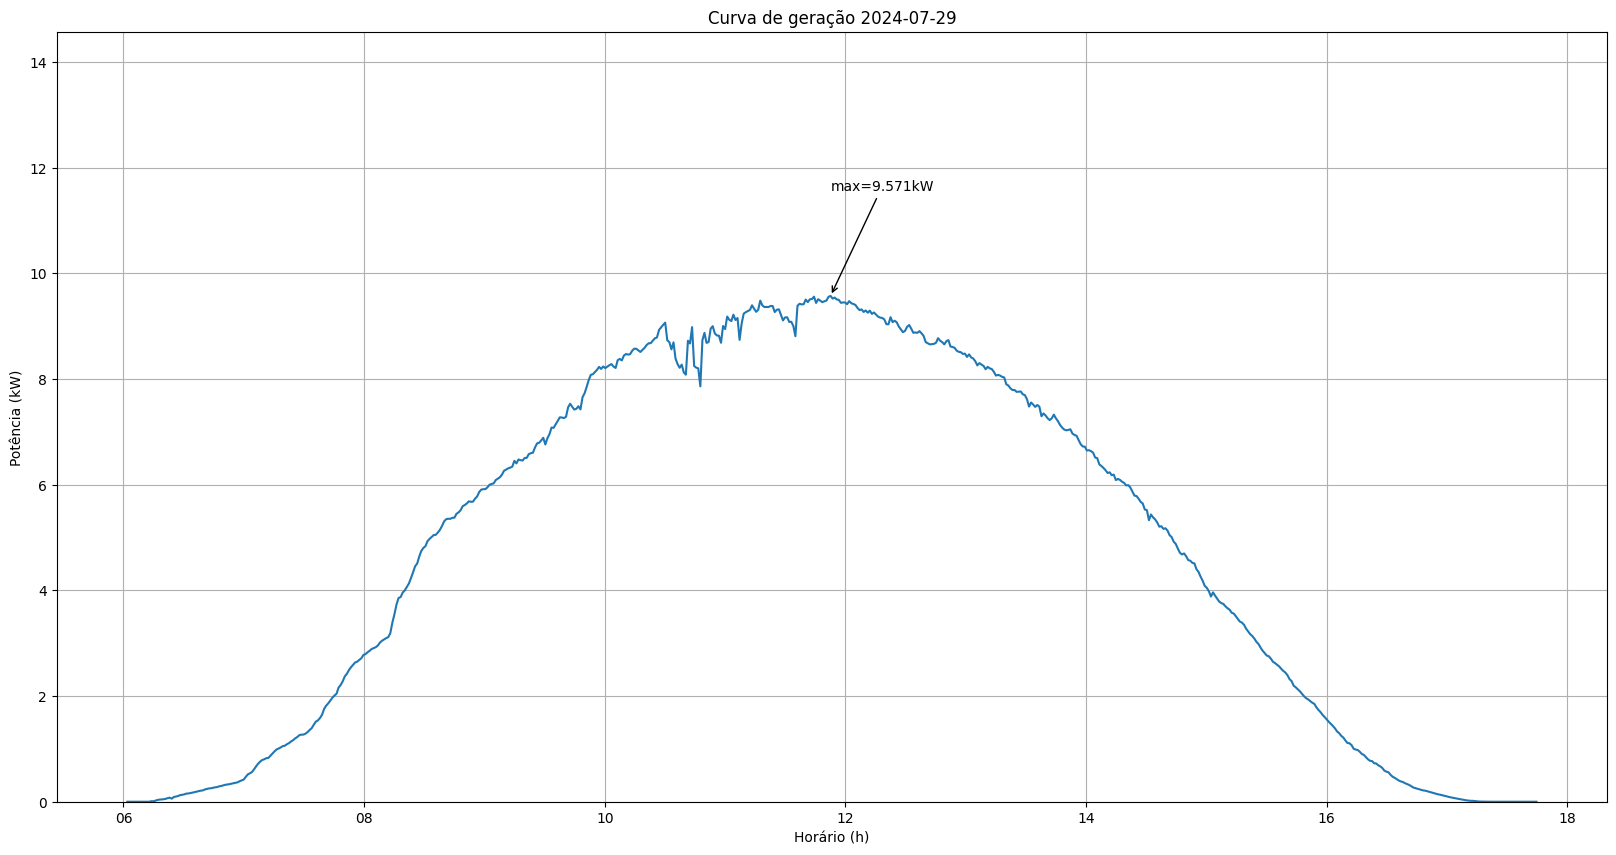 Curva de geração 2024-07-29
14
12
max=9.571kW
10
8
6
4
2
0
Potência (kW)
06 08 10 12 14 16 18
Horário (h)